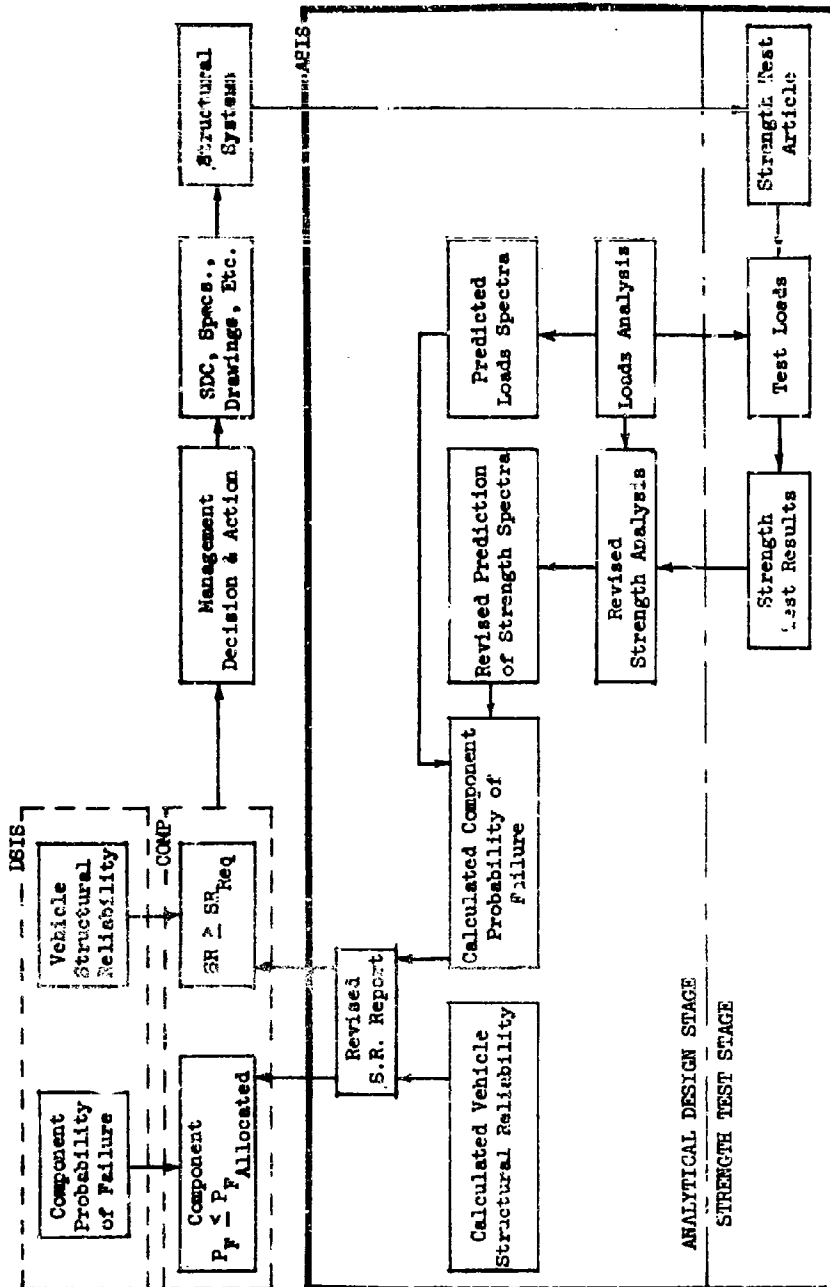 DSIS
Component
Probability
of Failure
Vehicle
Structural
Reliability
COMP
Component
P_F ≤ P_F Allocated
SR ≥ SR Req
Management
Decision & Action
SDC, Specs.,
Drawings, Etc.
Structural
Systems
APIS
Revised
S.R. Report
Calculated Vehicle
Structural Reliability
Calculated Component
Probability of
Failure
Revised Prediction
of Strength Spectra
Predicted
Loads Spectra
Revised
Strength Analysis
Loads Analysis
ANALYTICAL DESIGN STAGE
STRENGTH TEST STAGE
Strength
Test Results
Test Loads
Strength Test
Article